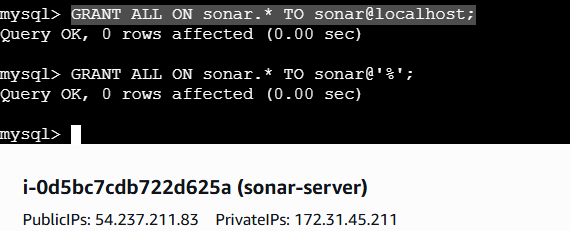 mysql> GRANT ALL ON sonar.* TO sonar@localhost;
Query OK, 0 rows affected (0.00 sec)
mysql> GRANT ALL ON sonar.* TO sonar@'%';
Query OK, 0 rows affected (0.00 sec)
mysql>
i-0d5bc7cdb722d625a (sonar-server)
PublicIPs: 54.237.211.83 PrivateIPs: 172.31.45.211